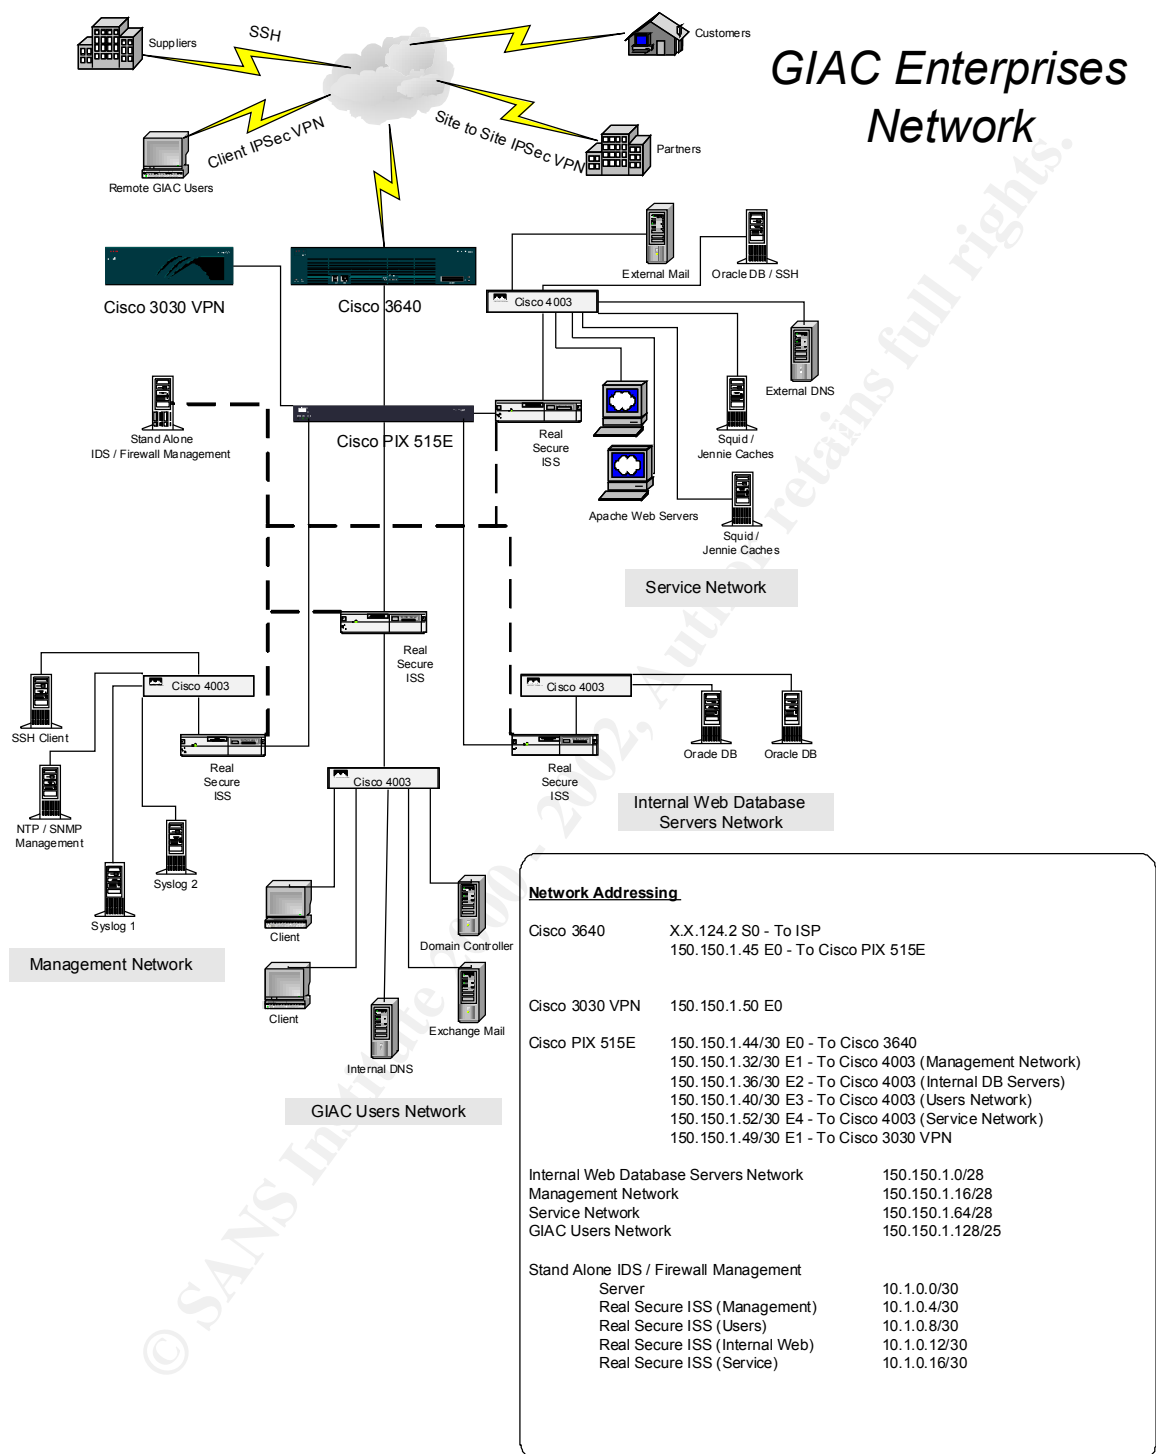 GIAC Enterprises
Network
Suppliers
SSH
Customers
Client IPSec VPN
Site to Site IPSec VPN
Partners
Remote GIAC Users
External Mail
Oracle DB / SSH
Cisco 3030 VPN
Cisco 3640
Cisco 4003
External DNS
Stand Alone
IDS / Firewall Management
Cisco PIX 515E
Real
Secure
ISS
Squid /
Jennie Caches
Apache Web Servers
Squid /
Jennie Caches
Service Network
Real
Secure
ISS
Cisco 4003
SSH Client
Real
Secure
ISS
NTP / SNMP
Management
Syslog 2
Syslog 1
Management Network
Cisco 4003
Oracle DB
Oracle DB
Real
Secure
ISS
Internal Web Database
Servers Network
Cisco 4003
Client
Domain Controller
Client
Exchange Mail
Internal DNS
GIAC Users Network
Network Addressing
Cisco 3640 X.X.124.2 S0 - To ISP
150.150.1.45 E0 - To Cisco PIX 515E
Cisco 3030 VPN 150.150.1.50 E0
Cisco PIX 515E 150.150.1.44/30 E0 - To Cisco 3640
150.150.1.32/30 E1 - To Cisco 4003 (Management Network)
150.150.1.36/30 E2 - To Cisco 4003 (Internal DB Servers)
150.150.1.40/30 E3 - To Cisco 4003 (Users Network)
150.150.1.52/30 E4 - To Cisco 4003 (Service Network)
150.150.1.49/30 E1 - To Cisco 3030 VPN
Internal Web Database Servers Network 150.150.1.0/28
Management Network 150.150.1.16/28
Service Network 150.150.1.64/28
GIAC Users Network 150.150.1.128/25
Stand Alone IDS / Firewall Management
Server 10.1.0.0/30
Real Secure ISS (Management) 10.1.0.4/30
Real Secure ISS (Users) 10.1.0.8/30
Real Secure ISS (Internal Web) 10.1.0.12/30
Real Secure ISS (Service) 10.1.0.16/30
© SANS Institute 2000 - 2002, Author retains full rights.